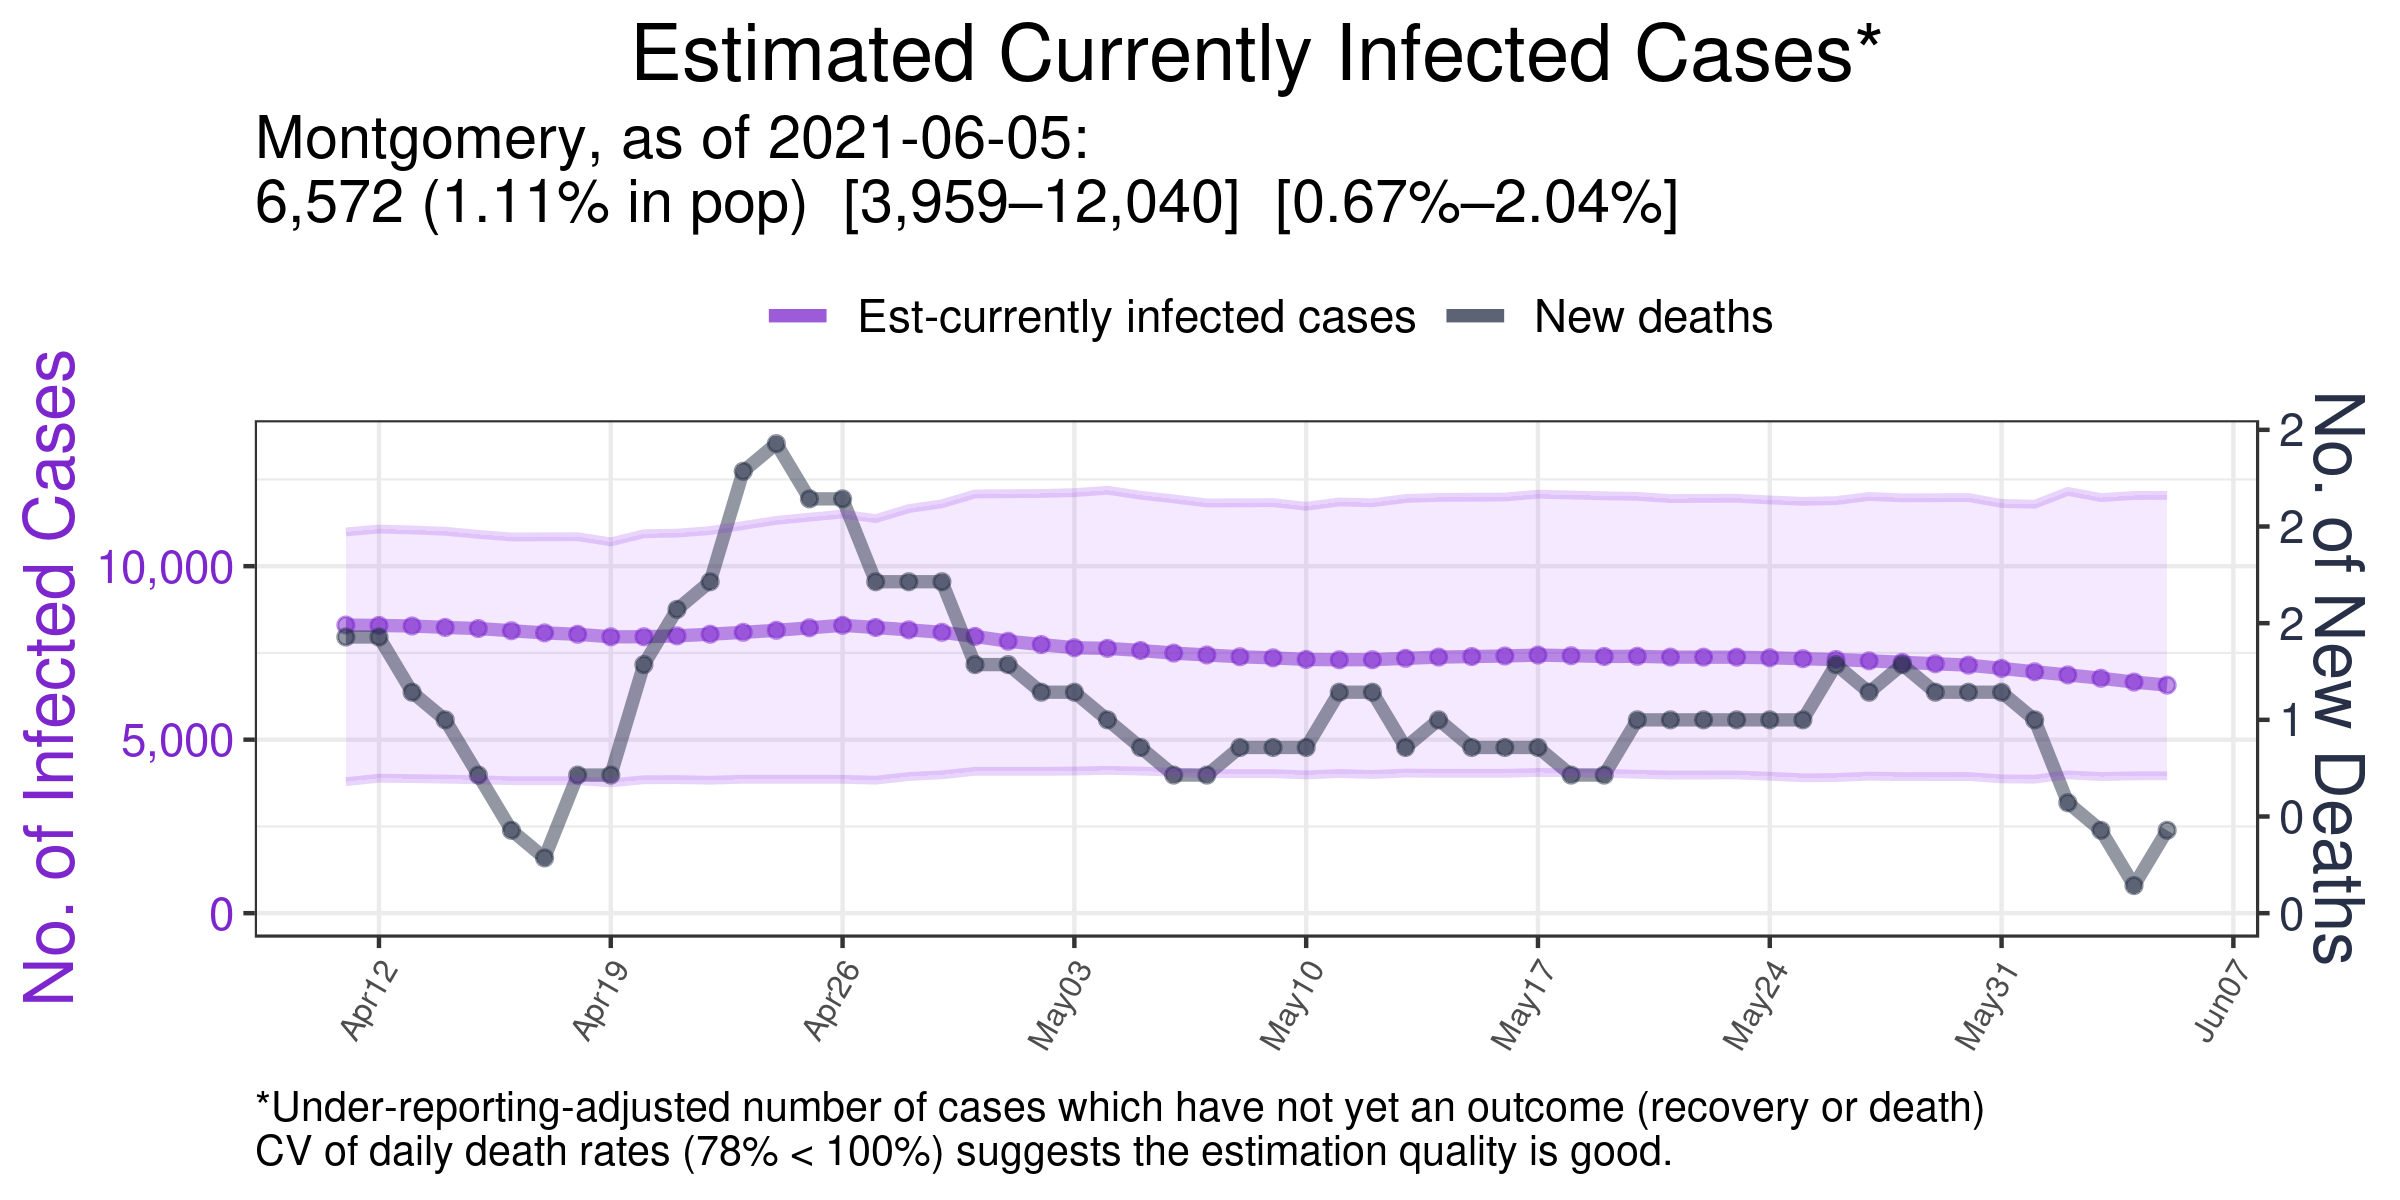 Estimated Currently Infected Cases*
Montgomery, as of 2021-06-05:
6,572 (1.11% in pop)  [3,959–12,040]  [0.67%–2.04%]
Est-currently infected cases
New deaths
No. of Infected Cases
10,000
5,000
0
2
2
2
1
0
0
No. of New Deaths
Apr12
Apr19
Apr26
May03
May10
May17
May24
May31
Jun07
*Under-reporting-adjusted number of cases which have not yet an outcome (recovery or death)
CV of daily death rates (78% < 100%) suggests the estimation quality is good.